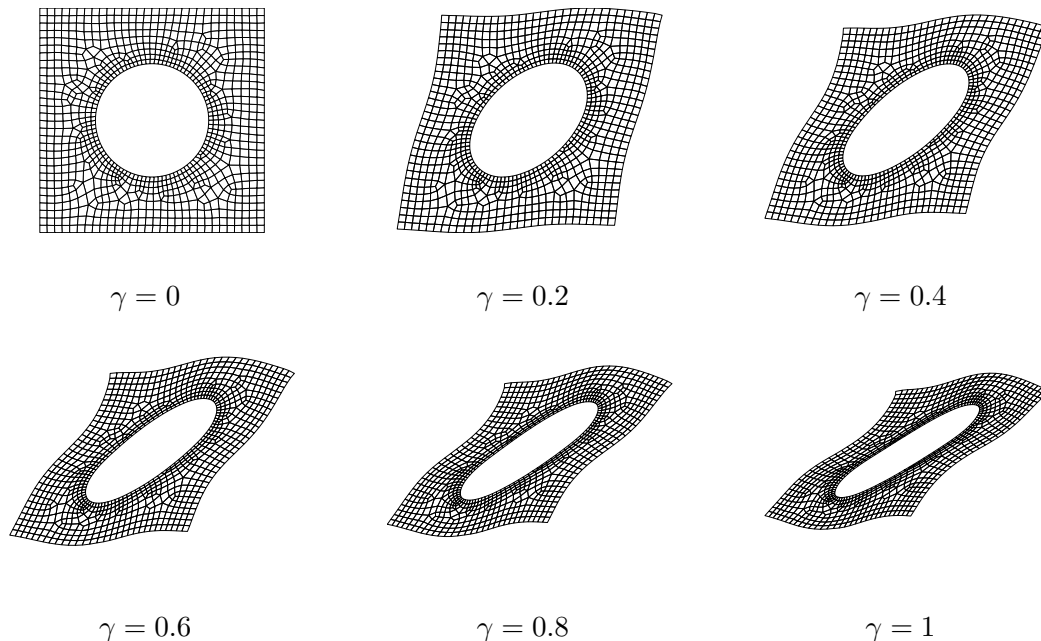 γ = 0 γ = 0.2 γ = 0.4
γ = 0.6 γ = 0.8 γ = 1